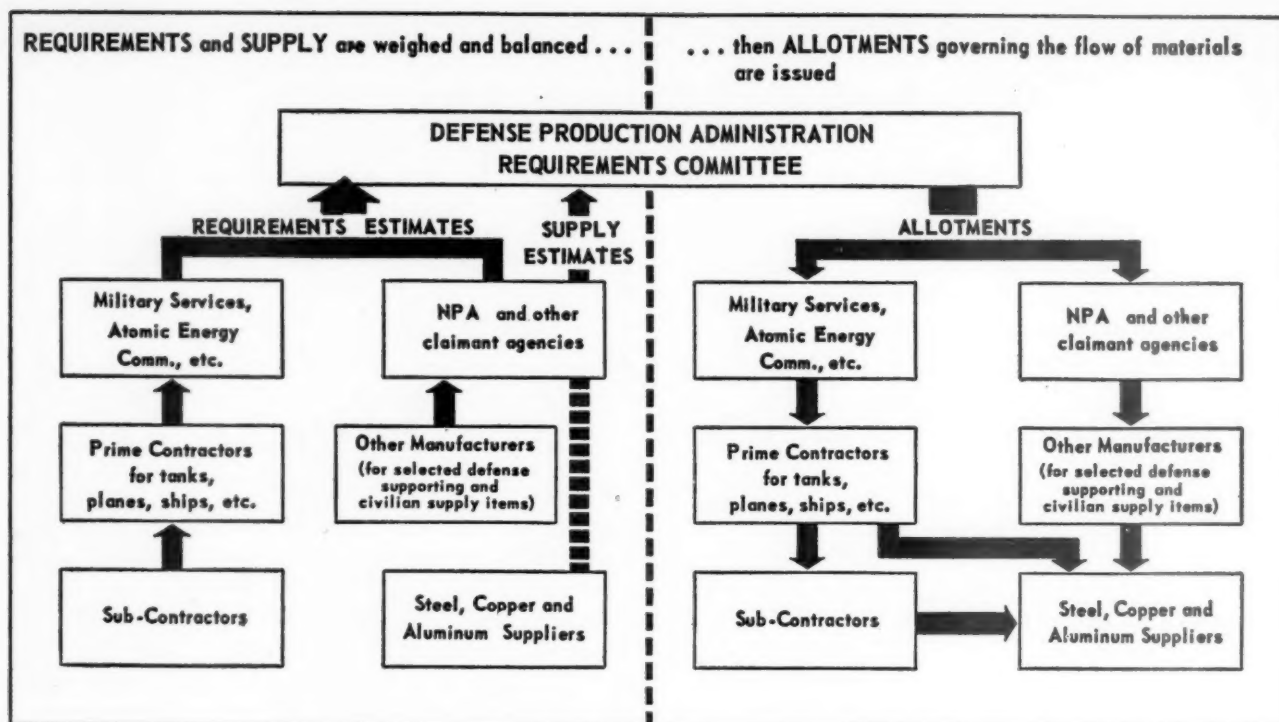 REQUIREMENTS and SUPPLY are weighed and balanced . . .
. . . then ALLOTMENTS governing the flow of materials
are issued
DEFENSE PRODUCTION ADMINISTRATION
REQUIREMENTS COMMITTEE
REQUIREMENTS ESTIMATES
SUPPLY
ESTIMATES
Military Services,
Atomic Energy
Comm., etc.
NPA and other
claimant agencies
Prime Contractors
for tanks,
planes, ships, etc.
Other Manufacturers
(for selected defense
supporting and
civilian supply items)
Sub-Contractors
Steel, Copper and
Aluminum Suppliers
ALLOTMENTS
Military Services,
Atomic Energy
Comm., etc.
NPA and other
claimant agencies
Prime Contractors
for tanks,
planes, ships, etc.
Other Manufacturers
(for selected defense
supporting and
civilian supply items)
Sub-Contractors
Steel, Copper and
Aluminum Suppliers